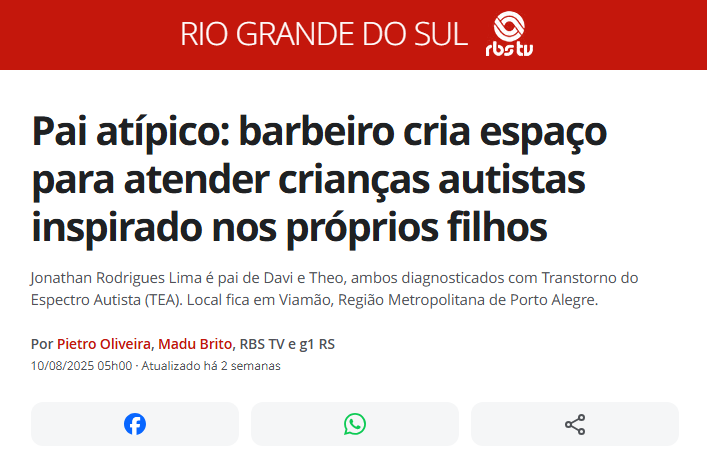 RIO GRANDE DO SUL rbs tv
Pai atípico: barbeiro cria espaço
para atender crianças autistas
inspirado nos próprios filhos
Jonathan Rodrigues Lima é pai de Davi e Theo, ambos diagnosticados com Transtorno do
Espectro Autista (TEA). Local fica em Viamão, Região Metropolitana de Porto Alegre.
Por Pietro Oliveira, Madu Brito, RBS TV e g1 RS
10/08/2025 05h00 · Atualizado há 2 semanas